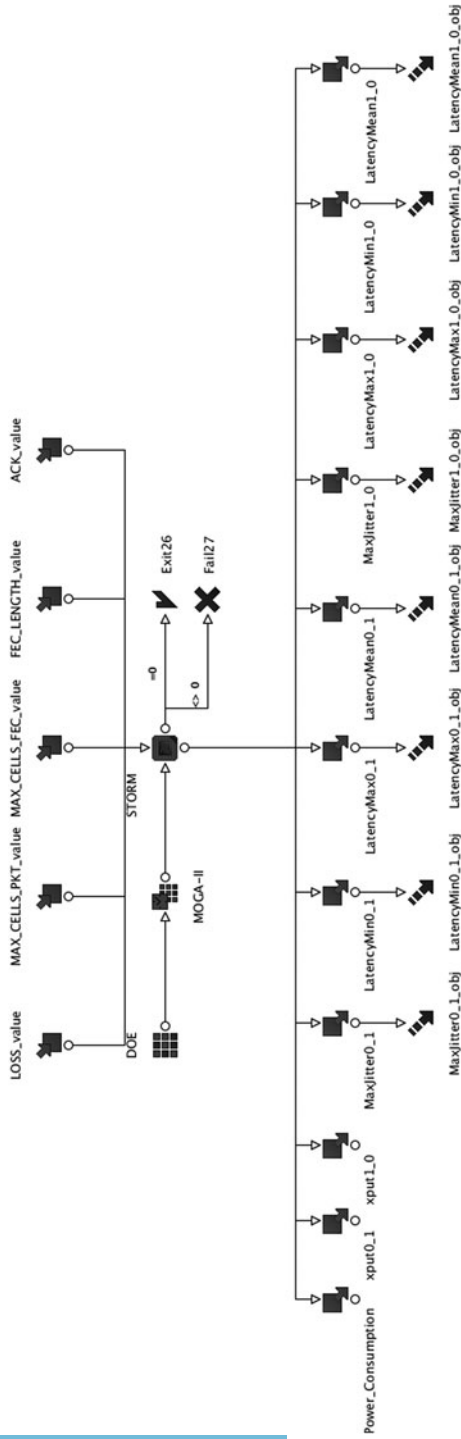 LOSS_value
MAX_CELLS_PKT_value
MAX_CELLS_FEC_value
FEC_LENGTH_value
ACK_value
DOE
MOGA-II
STORM
=0
<> 0
Exit26
Fail27
Power_Consumption
xput0_1
xput1_0
MaxJitter0_1
LatencyMin0_1
LatencyMax0_1
LatencyMean0_1
MaxJitter1_0
LatencyMax1_0
LatencyMin1_0
LatencyMean1_0
MaxJitter0_1_obj
LatencyMin0_1_obj
LatencyMax0_1_obj
LatencyMean0_1_obj
MaxJitter1_0_obj
LatencyMax1_0_obj
LatencyMin1_0_obj
LatencyMean1_0_obj